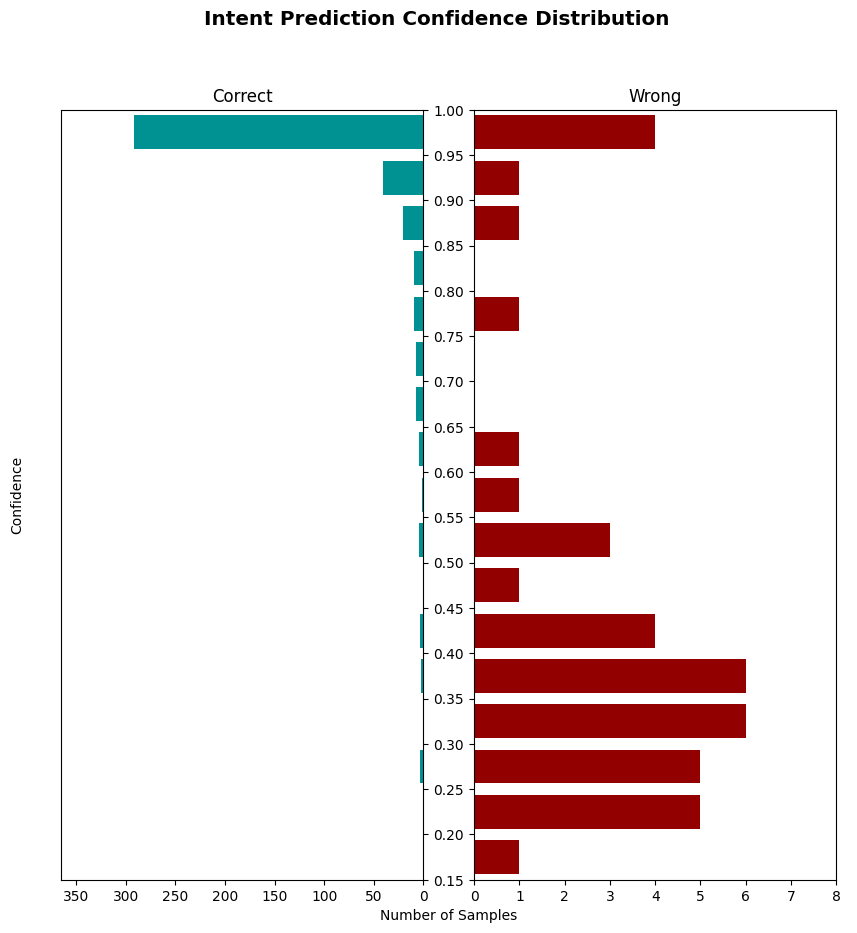 Intent Prediction Confidence Distribution
Correct
Wrong
Confidence
1.00
0.95
0.90
0.85
0.80
0.75
0.70
0.65
0.60
0.55
0.50
0.45
0.40
0.35
0.30
0.25
0.20
0.15
350 300 250 200 150 100 50 0
0 1 2 3 4 5 6 7 8
Number of Samples